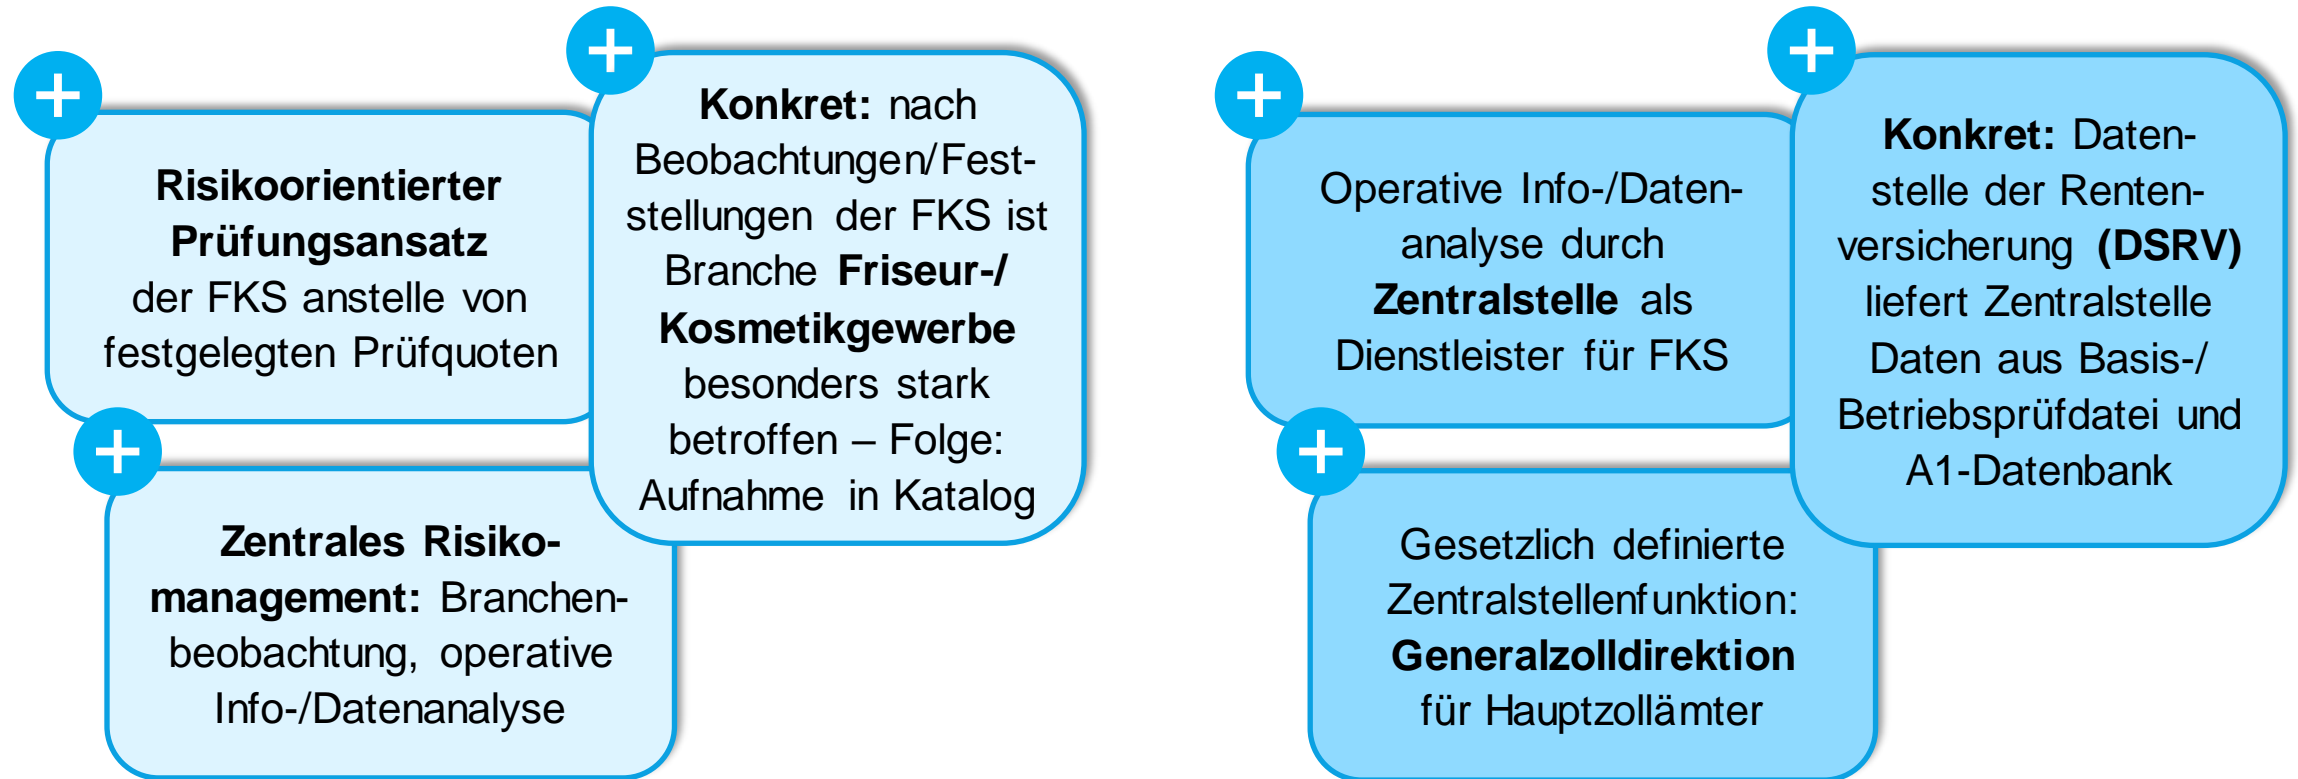 Risikoorientierter
Prüfungsansatz
der FKS anstelle von
festgelegten Prüfquoten
Zentrales Risiko-
management: Branchen-
beobachtung, operative
Info-/Datenanalyse
Konkret: nach
Beobachtungen/Fest-
stellungen der FKS ist
Branche Friseur-/
Kosmetikgewerbe
besonders stark
betroffen – Folge:
Aufnahme in Katalog
Operative Info-/Daten-
analyse durch
Zentralstelle als
Dienstleister für FKS
Gesetzlich definierte
Zentralstellenfunktion:
Generalzolldirektion
für Hauptzollämter
Konkret: Daten-
stelle der Renten-
versicherung (DSRV)
liefert Zentralstelle
Daten aus Basis-/
Betriebsprüfdatei und
A1-Datenbank